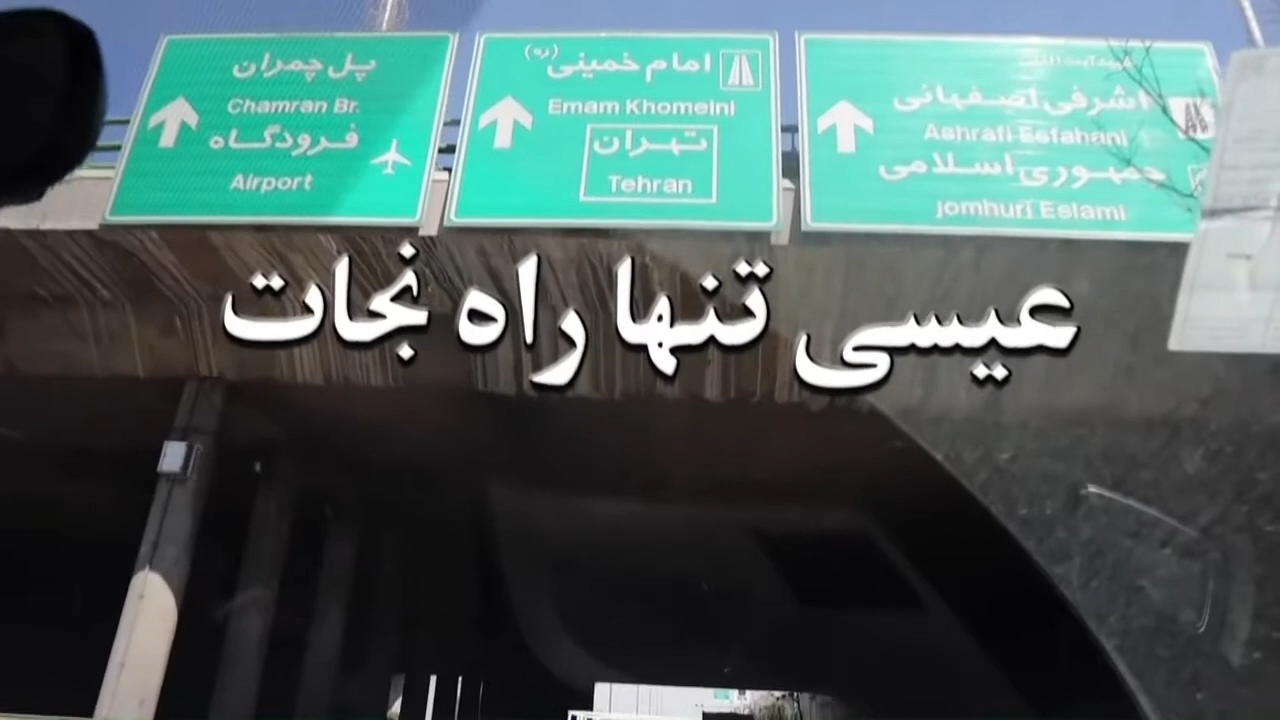 پل چمران
Chamran Br.
فرودگاه
Airport
امام خمینی (ره)
Emam Khomeini
تهران
Tehran
اشرفی اصفهانی
Ashrafi Esfahani
جمهوری اسلامی
jomhuri Eslami
عیسی تنها راه نجات